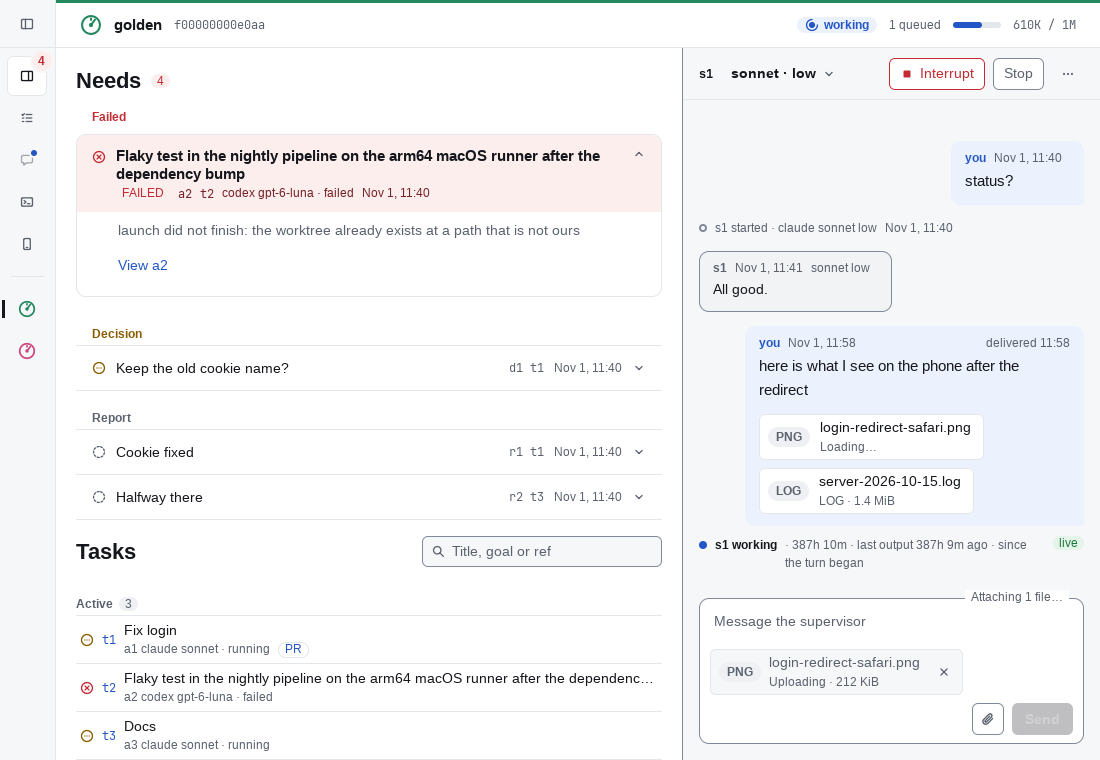 golden f00000000e0aa
working 1 queued 610K / 1M
4
Needs 4
Failed
Flaky test in the nightly pipeline on the arm64 macOS runner after the
dependency bump
FAILED a2 t2 codex gpt-6-luna · failed Nov 1, 11:40
launch did not finish: the worktree already exists at a path that is not ours
View a2
Decision
Keep the old cookie name? d1 t1 Nov 1, 11:40
Report
Cookie fixed r1 t1 Nov 1, 11:40
Halfway there r2 t3 Nov 1, 11:40
Tasks
Title, goal or ref
Active 3
t1 Fix login
a1 claude sonnet · running PR
t2 Flaky test in the nightly pipeline on the arm64 macOS runner after the dependenc…
a2 codex gpt-6-luna · failed
t3 Docs
a3 claude sonnet · running
s1 sonnet · low Interrupt Stop
you Nov 1, 11:40
status?
s1 started · claude sonnet low Nov 1, 11:40
s1 Nov 1, 11:41 sonnet low
All good.
you Nov 1, 11:58 delivered 11:58
here is what I see on the phone after the
redirect
PNG login-redirect-safari.png
Loading…
LOG server-2026-10-15.log
LOG · 1.4 MiB
s1 working · 387h 10m · last output 387h 9m ago · since
the turn began
live
Attaching 1 file…
Message the supervisor
PNG login-redirect-safari.png
Uploading · 212 KiB
Send